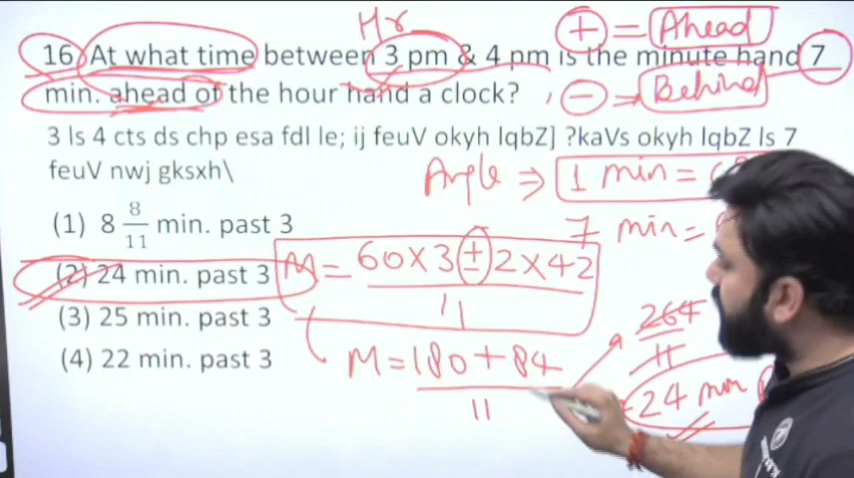 Hr
⊕ = Ahead
16. At what time between 3 pm & 4 pm is the minute hand 7
min. ahead of the hour hand a clock?
, ⊖ ⇒ Behind
3 ls 4 cts ds chp esa fdl le; ij feuV okyh lqbZ] ?kaVs okyh lqbZ ls 7
feuV nwj gksxh\
Angle ⇒ 1 min = 6
7 min =
(1) 8 8/11 min. past 3
(2) 24 min. past 3
M = 60×3 ± 2×42 / 11
(3) 25 min. past 3
(4) 22 min. past 3
M = 180+84 / 11
264 / 11
24 min